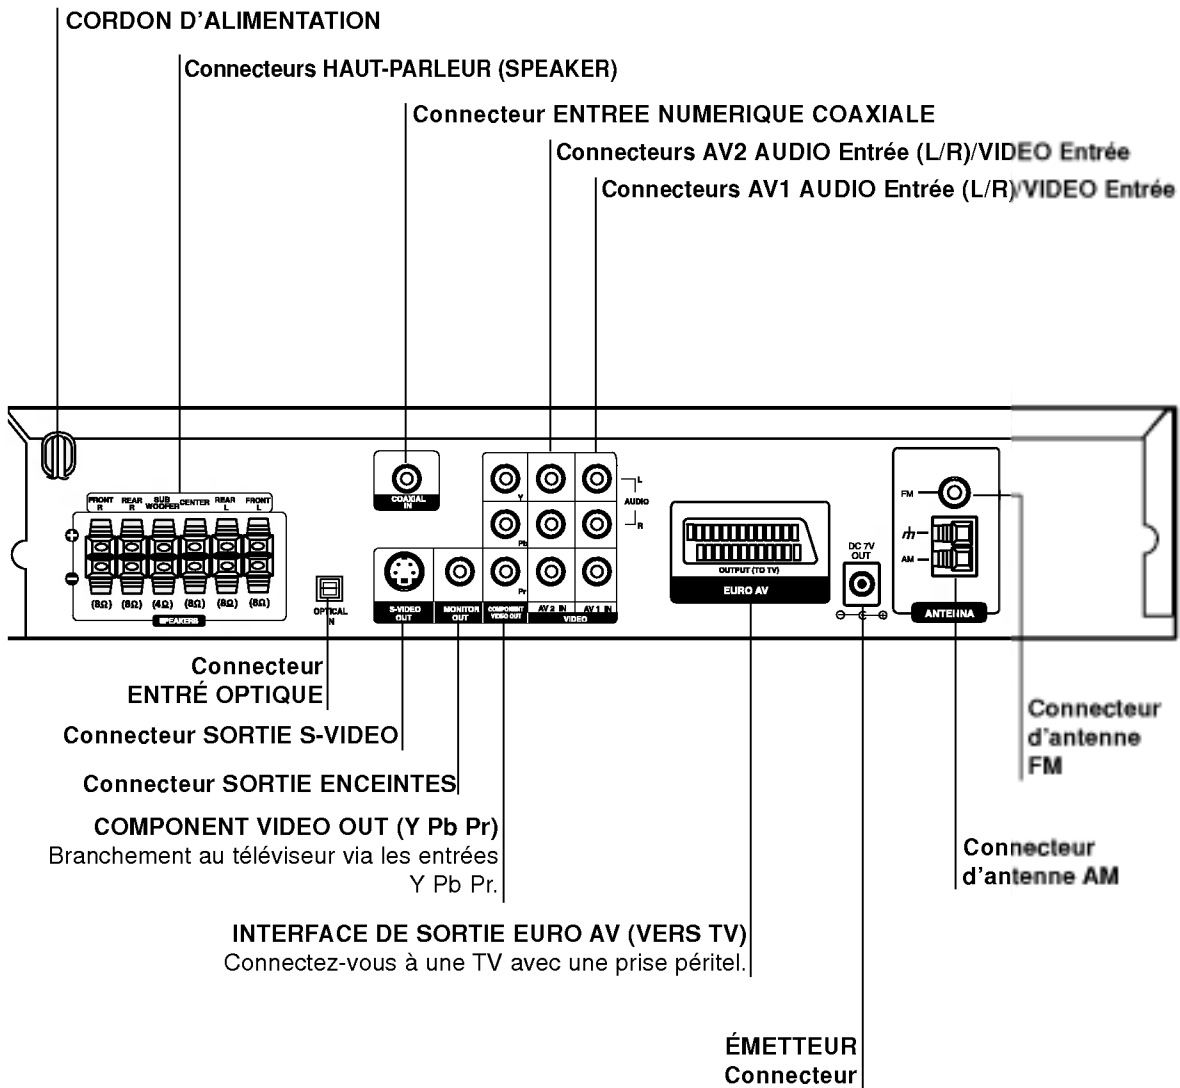 CORDON D'ALIMENTATION
Connecteurs HAUT-PARLEUR (SPEAKER)
Connecteur ENTREE NUMERIQUE COAXIALE
Connecteurs AV2 AUDIO Entrée (L/R)/VIDEO Entrée
Connecteurs AV1 AUDIO Entrée (L/R)/VIDEO Entrée
FRONT R
REAR R
SUB WOOFER
CENTER
REAR L
FRONT L
(8Ω) (8Ω) (4Ω) (8Ω) (8Ω) (8Ω)
SPEAKERS
OPTICAL IN
COAXIAL IN
S-VIDEO OUT
MONITOR OUT
Y
Pb
Pr
COMPONENT VIDEO OUT
AV 2 IN
AV 1 IN
VIDEO
L
AUDIO
R
OUTPUT (TO TV)
EURO AV
DC 7V OUT
FM
AM
ANTENNA
Connecteur
ENTRÉ OPTIQUE
Connecteur SORTIE S-VIDEO
Connecteur SORTIE ENCEINTES
COMPONENT VIDEO OUT (Y Pb Pr)
Branchement au téléviseur via les entrées
Y Pb Pr.
INTERFACE DE SORTIE EURO AV (VERS TV)
Connectez-vous à une TV avec une prise péritel.
ÉMETTEUR
Connecteur
Connecteur
d'antenne
FM
Connecteur
d'antenne AM